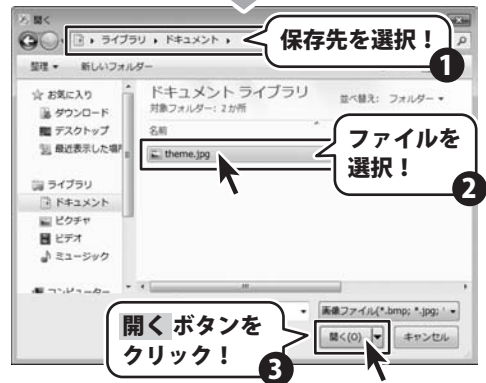 開く
ライブラリ ▸ ドキュメント ▸
保存先を選択！
1
整理 ▼ 新しいフォルダー
お気に入り
ダウンロード
デスクトップ
最近表示した場所
ライブラリ
ドキュメント
ピクチャ
ビデオ
ミュージック
コンピューター
ドキュメント ライブラリ
対象フォルダー: 2か所
並べ替え: フォルダー ▼
名前
theme.jpg
ファイルを
選択！
2
画像ファイル(*.bmp; *.jpg;
開く(O)
キャンセル
開く ボタンを
クリック！
3